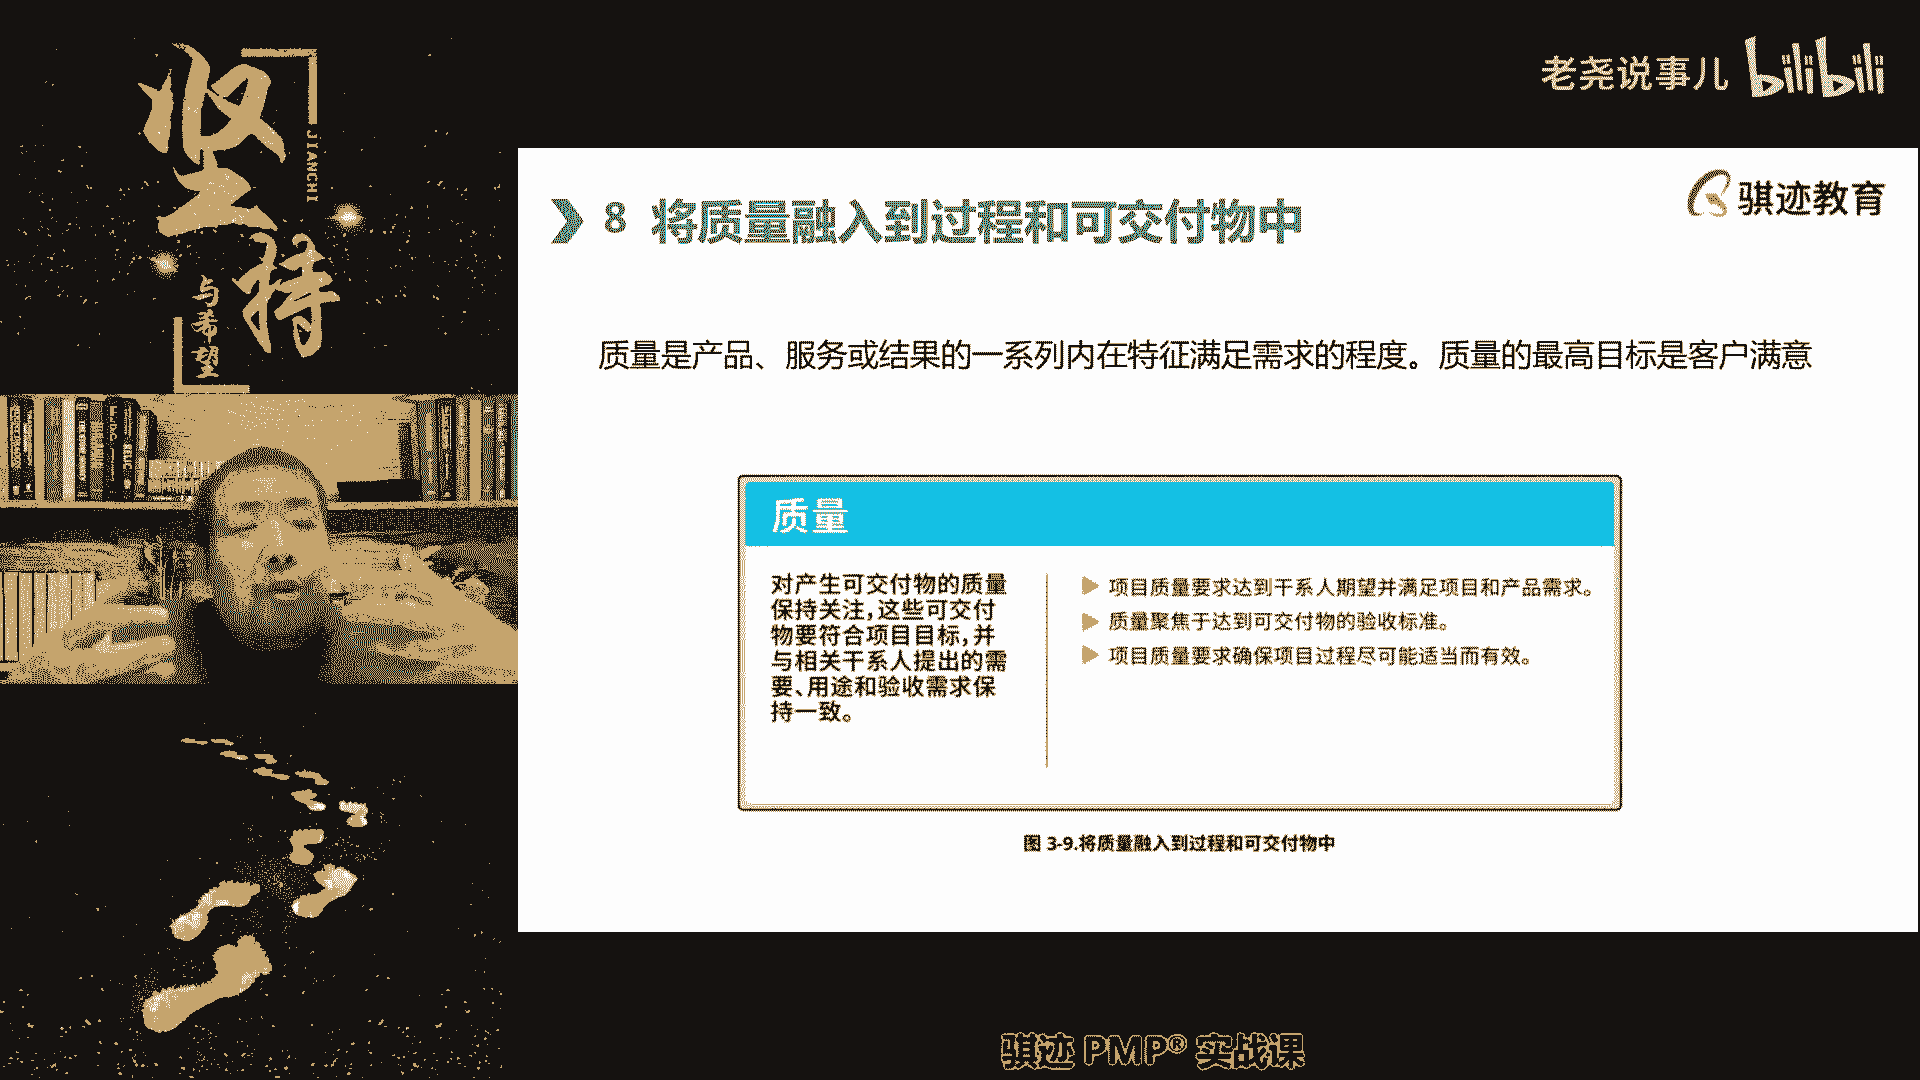 坚持
JIANCHI
与希望
老尧说事儿 bilibili
骐迹教育
8 将质量融入到过程和可交付物中
质量是产品、服务或结果的一系列内在特征满足需求的程度。质量的最高目标是客户满意
质量
对产生可交付物的质量
保持关注,这些可交付
物要符合项目目标,并
与相关干系人提出的需
要、用途和验收需求保
持一致。
项目质量要求达到干系人期望并满足项目和产品需求。
质量聚焦于达到可交付物的验收标准。
项目质量要求确保项目过程尽可能适当而有效。
图 3-9.将质量融入到过程和可交付物中
骐迹 PMP® 实战课